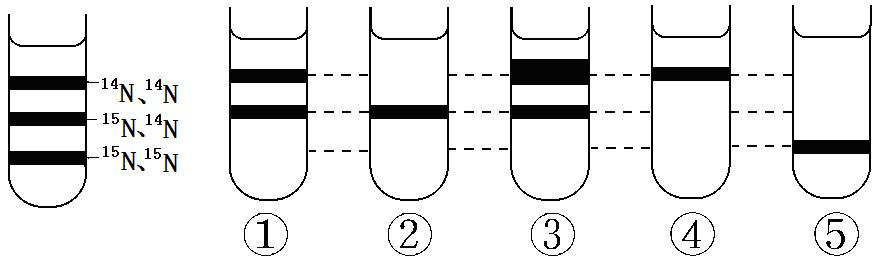 ¹⁴N、¹⁴N
¹⁵N、¹⁴N
¹⁵N、¹⁵N
① ② ③ ④ ⑤